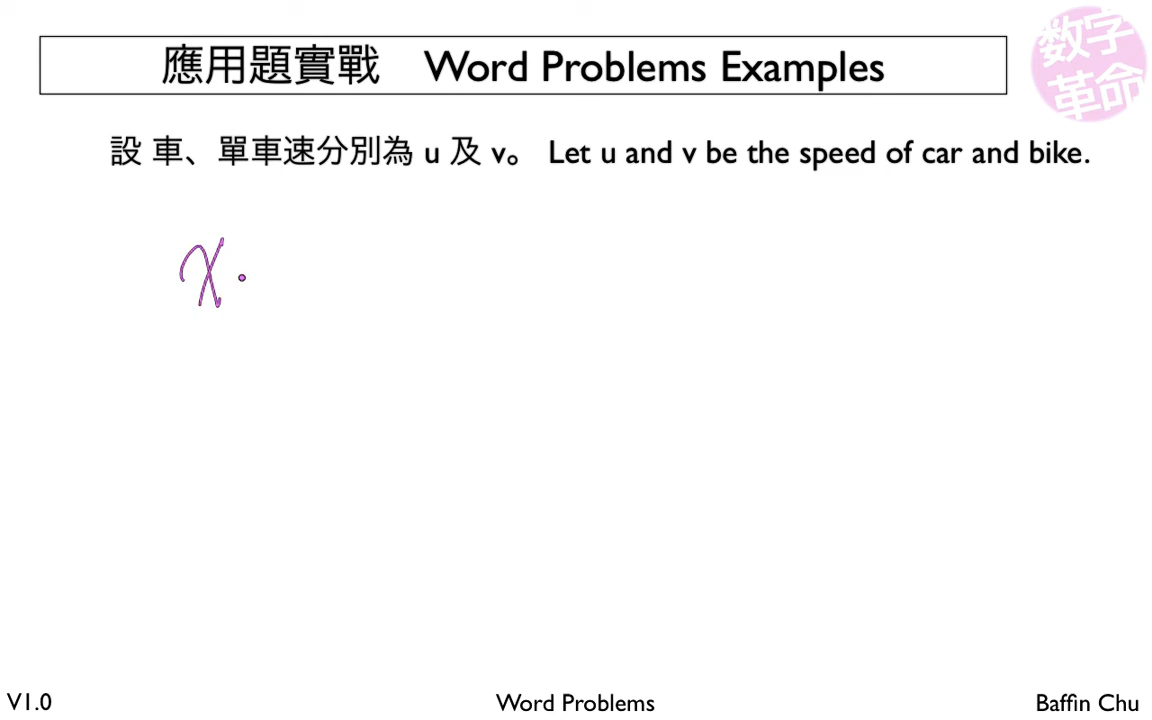 應用題實戰 Word Problems Examples
数字
革命
設 車、單車速分別為 u 及 v。 Let u and v be the speed of car and bike.
x
V1.0 Word Problems Baffin Chu